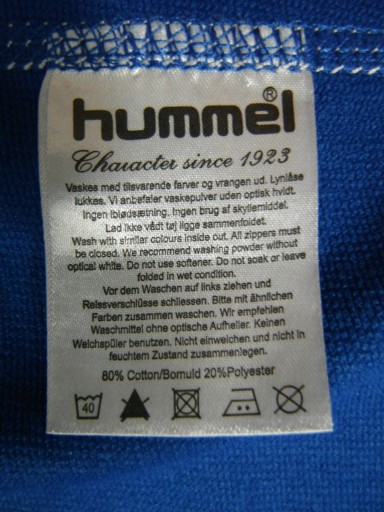 hummel®
Character since 1923
Vaskes med tilsvarende farver og vrangen ud. Lynlåse
lukkes. Vi anbefaler vaskepulver uden optisk hvidt.
Ingen iblødsætning. Ingen brug af skyllemiddel.
Lad ikke vådt tøj ligge sammenfoldet.
Wash with similar colours inside out. All zippers must
be closed. We recommend washing powder without
optical white. Do not use softener. Do not soak or leave
folded in wet condition.
Vor dem Waschen auf links ziehen und
Reissverschlüsse schliessen. Bitte mit ähnlichen
Farben zusammen waschen. Wir empfehlen
Waschmittel ohne optische Aufheller. Keinen
Weichspüler benutzen. Nicht einweichen und nicht in
feuchtem Zustand zusammenlegen.
80% Cotton/Bomuld 20%Polyester
40